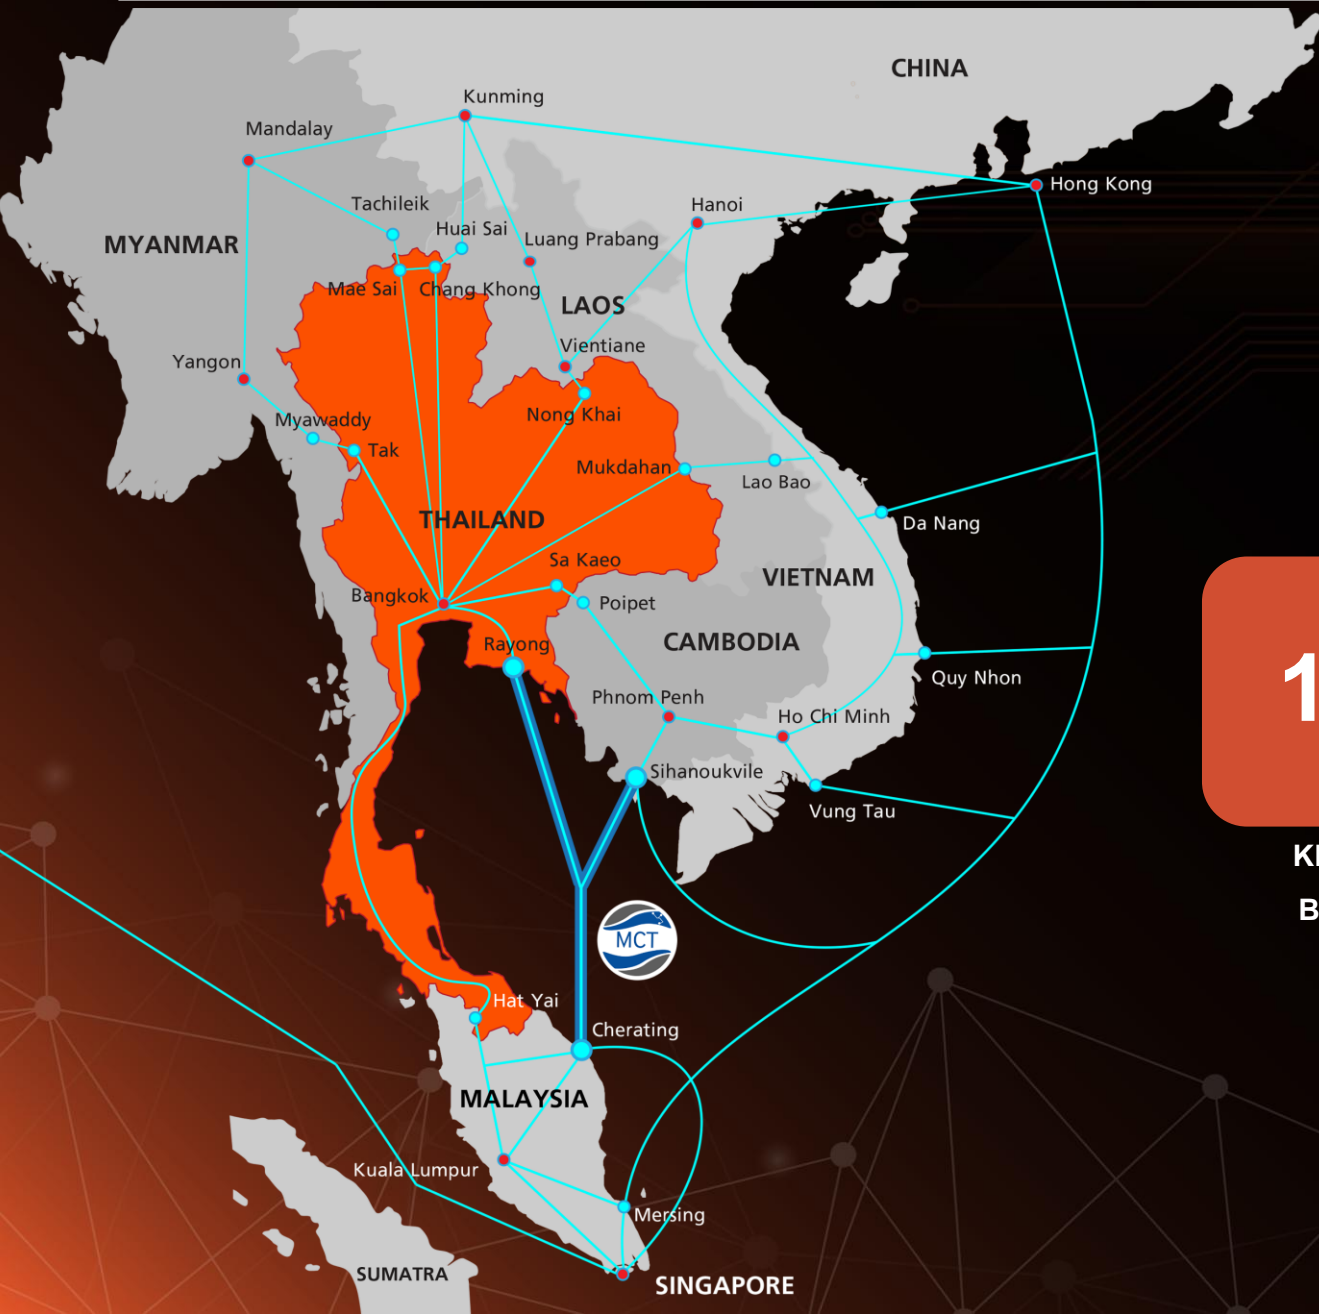 CHINA
Kunming
Mandalay
Hong Kong
Tachileik
Hanoi
Huai Sai
MYANMAR
Luang Prabang
Mae Sai
Chang Khong
LAOS
Vientiane
Yangon
Nong Khai
Myawaddy
Tak
Mukdahan
Lao Bao
THAILAND
Da Nang
Sa Kaeo
VIETNAM
Bangkok
Poipet
Rayong
CAMBODIA
Quy Nhon
Phnom Penh
1
Ho Chi Minh
Sihanoukvile
Vung Tau
B
MCT
Hat Yai
Cherating
MALAYSIA
Kuala Lumpur
Mersing
SUMATRA
SINGAPORE